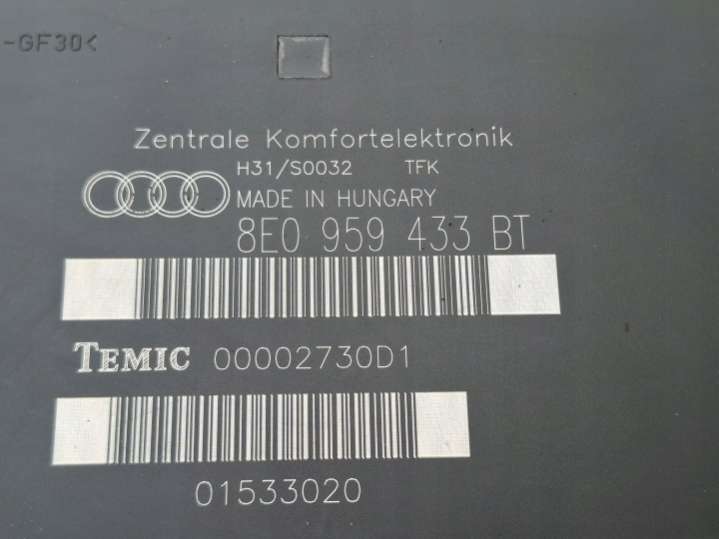 -GF30<
Zentrale Komfortelektronik
H31/S0032 TFK
MADE IN HUNGARY
8E0 959 433 BT
TEMIC 00002730D1
01533020